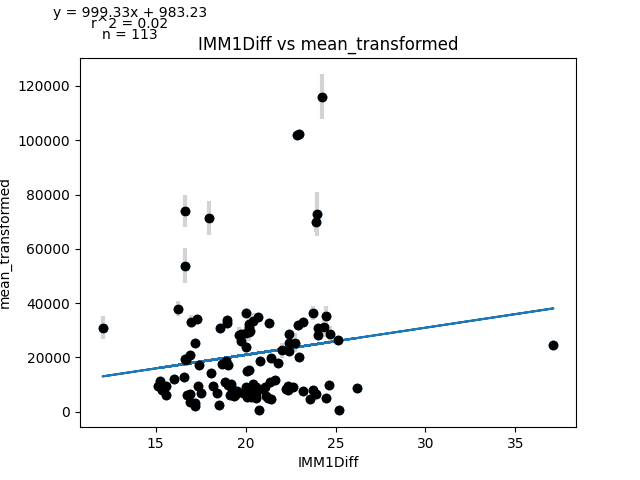 y = 999.33x + 983.23
r^2 = 0.02
n = 113
IMM1Diff vs mean_transformed
120000
100000
80000
60000
40000
20000
0
mean_transformed
15 20 25 30 35
IMM1Diff